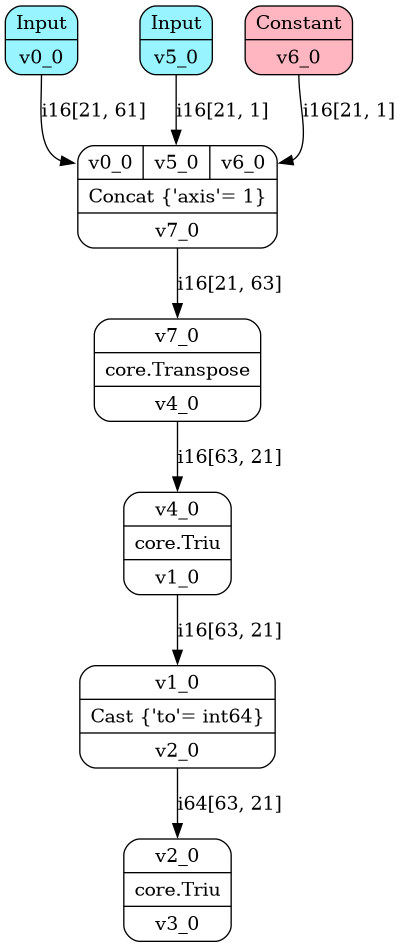 Input
v0_0
Input
v5_0
Constant
v6_0
i16[21, 61]
i16[21, 1]
i16[21, 1]
v0_0 v5_0 v6_0
Concat {'axis'= 1}
v7_0
i16[21, 63]
v7_0
core.Transpose
v4_0
i16[63, 21]
v4_0
core.Triu
v1_0
i16[63, 21]
v1_0
Cast {'to'= int64}
v2_0
i64[63, 21]
v2_0
core.Triu
v3_0